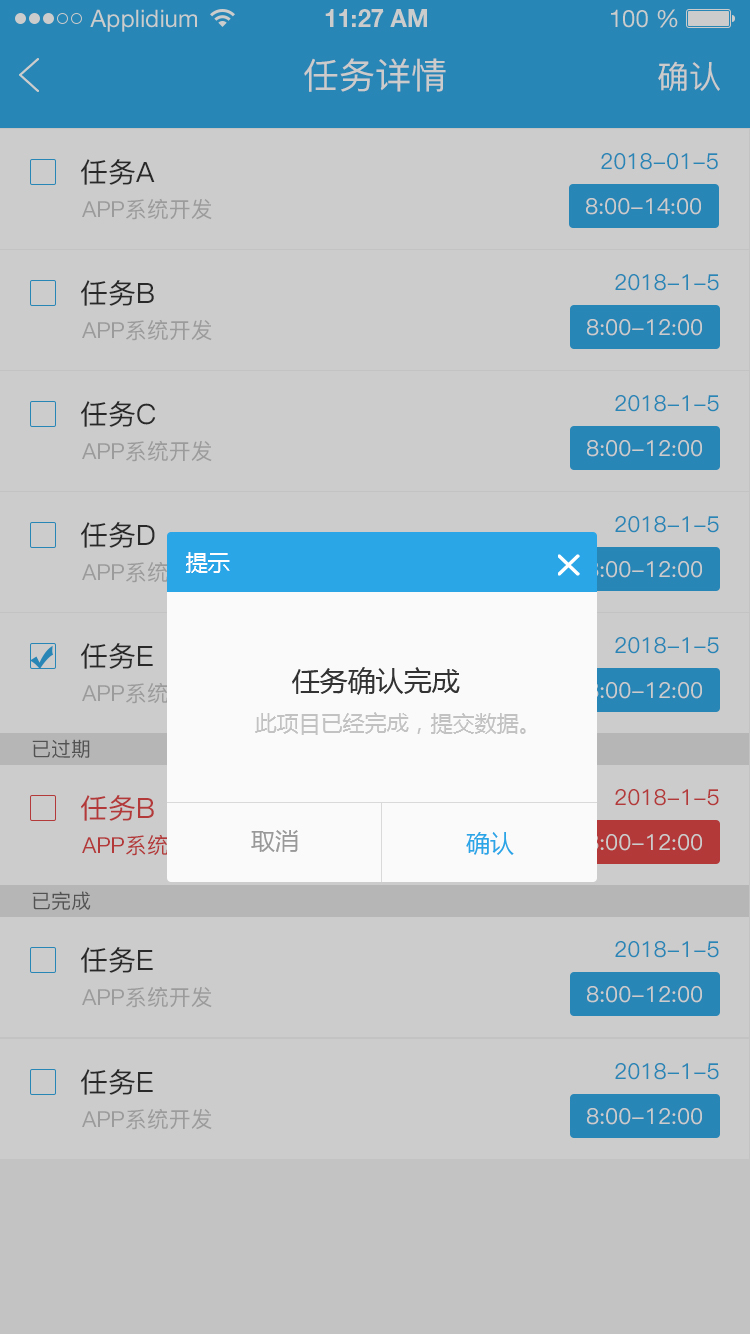 Applidium 11:27 AM 100 %
任务详情 确认
任务A 2018-01-5
APP系统开发 8:00-14:00
任务B 2018-1-5
APP系统开发 8:00-12:00
任务C 2018-1-5
APP系统开发 8:00-12:00
任务D 2018-1-5
APP系统 :00-12:00
提示
任务E 2018-1-5
APP系统 :00-12:00
任务确认完成
此项目已经完成，提交数据。
已过期
任务B 2018-1-5
APP系统 :00-12:00
取消 确认
已完成
任务E 2018-1-5
APP系统开发 8:00-12:00
任务E 2018-1-5
APP系统开发 8:00-12:00